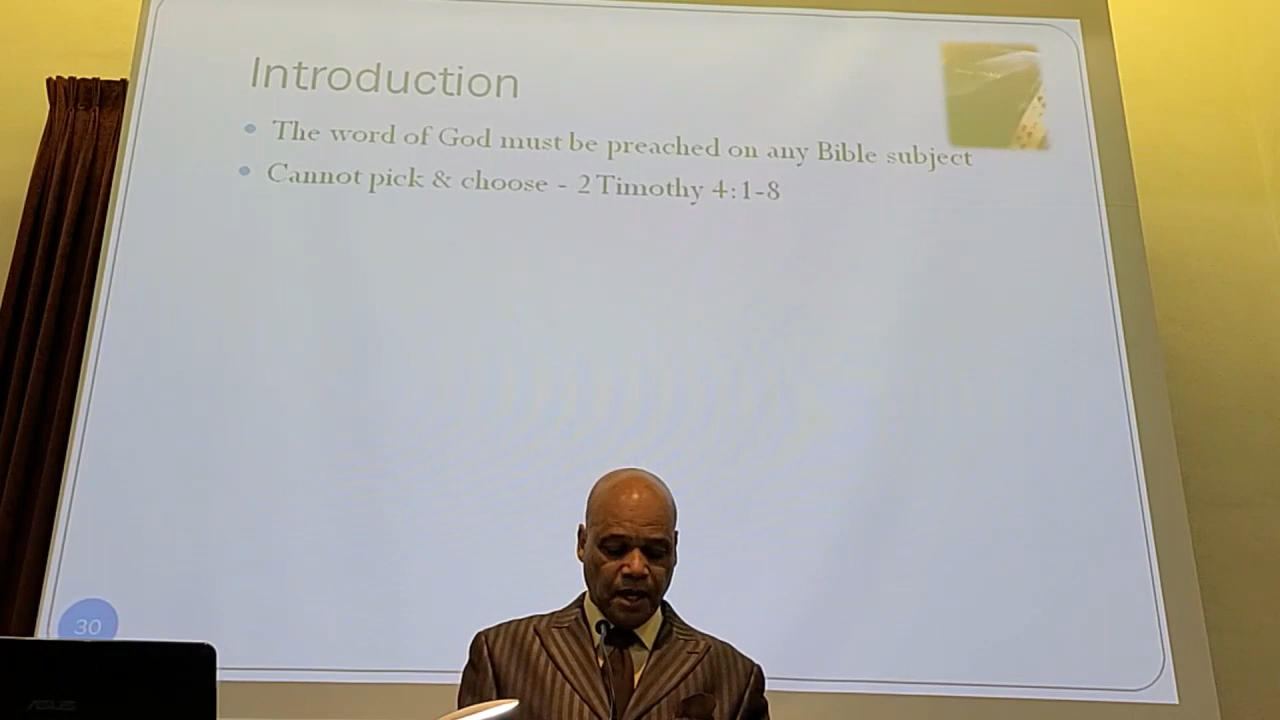 Introduction
• The word of God must be preached on any Bible subject
• Cannot pick & choose - 2 Timothy 4:1-8
30
ASUS